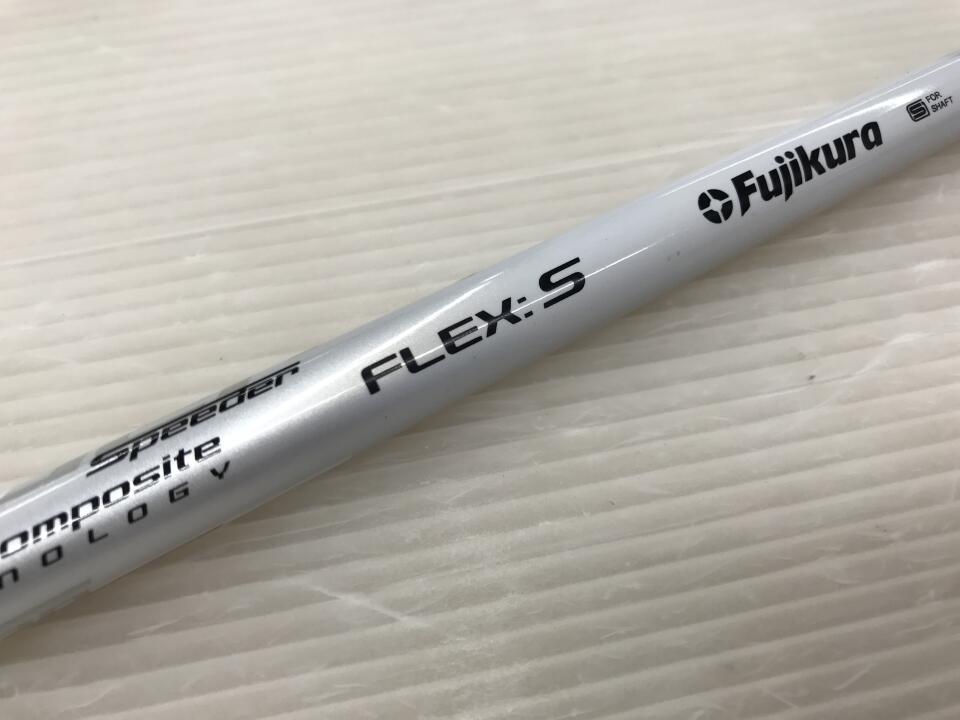 Speeder
omposite
nology
FLEX: S
Fujikura
S FOR
SHAFT